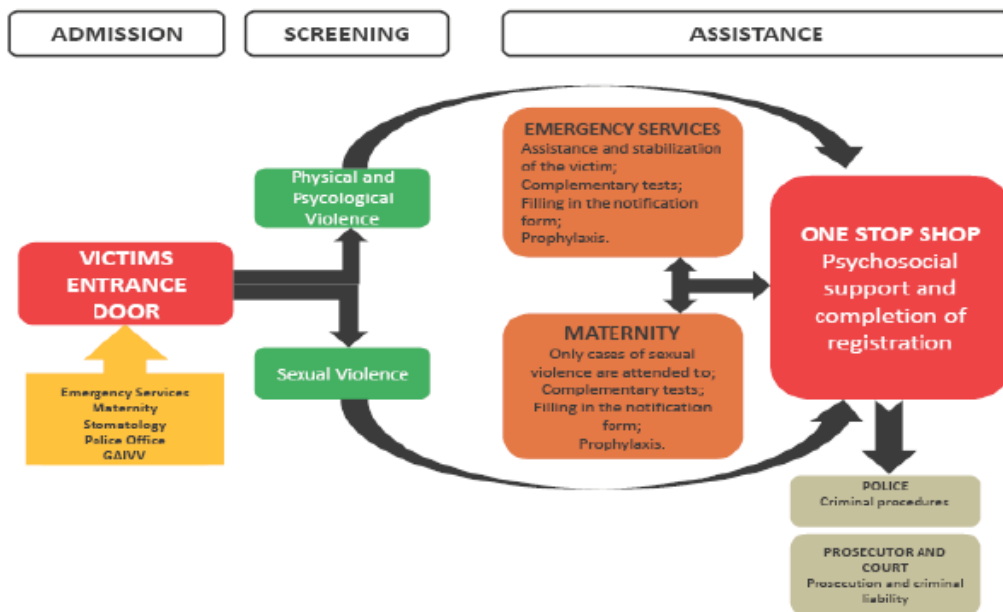 ADMISSION
SCREENING
ASSISTANCE
VICTIMS
ENTRANCE
DOOR
Emergency Services
Maternity
Stomatology
Police Office
GAIVV
Physical and
Psycological
Violence
Sexual Violence
EMERGENCY SERVICES
Assistance and stabilization
of the victim;
Complementary tests;
Filling in the notification
form;
Prophylaxis.
MATERNITY
Only cases of sexual
violence are attended to;
Complementary tests;
Filling in the notification
form;
Prophylaxis.
ONE STOP SHOP
Psychosocial
support and
completion of
registration
POLICE
Criminal procedures
PROSECUTOR AND
COURT
Prosecution and criminal
liability